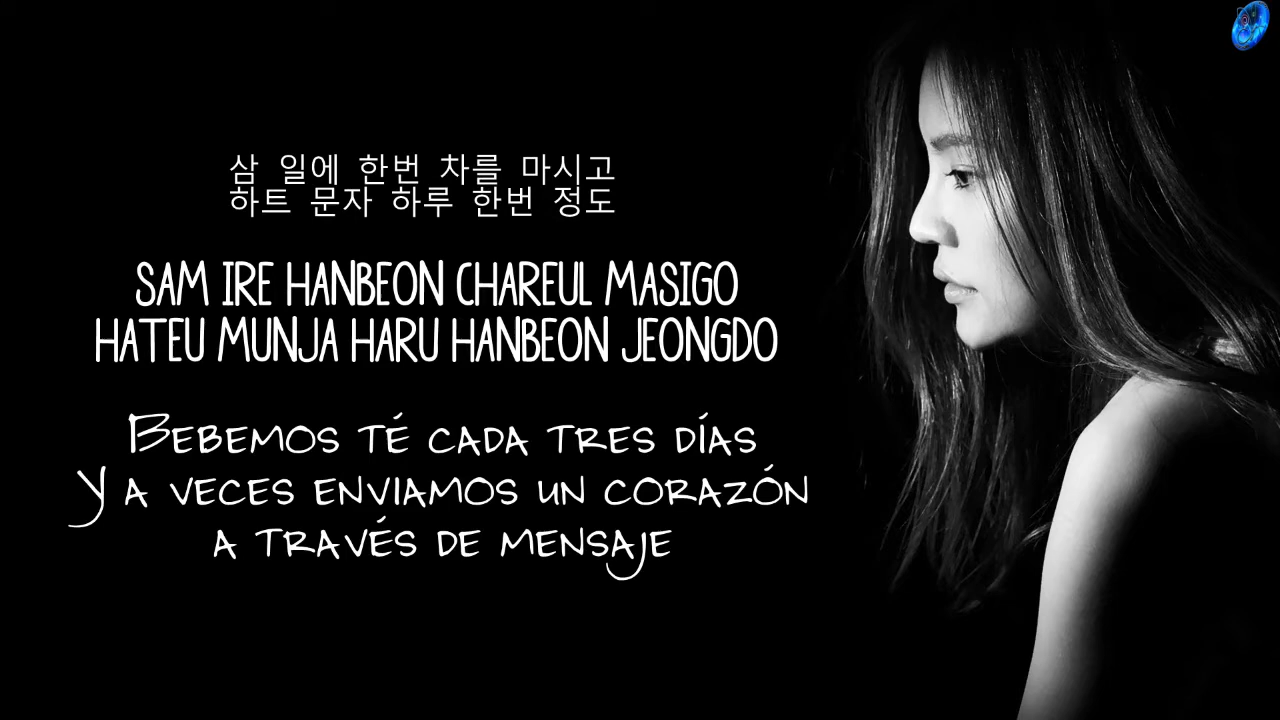 삼 일에 한번 차를 마시고
하트 문자 하루 한번 정도
SAM IRE HANBEON CHAREUL MASIGO
HATEU MUNJA HARU HANBEON JEONGDO
BEBEMOS TÉ CADA TRES DÍAS
Y A VECES ENVIAMOS UN CORAZÓN
A TRAVÉS DE MENSAJE